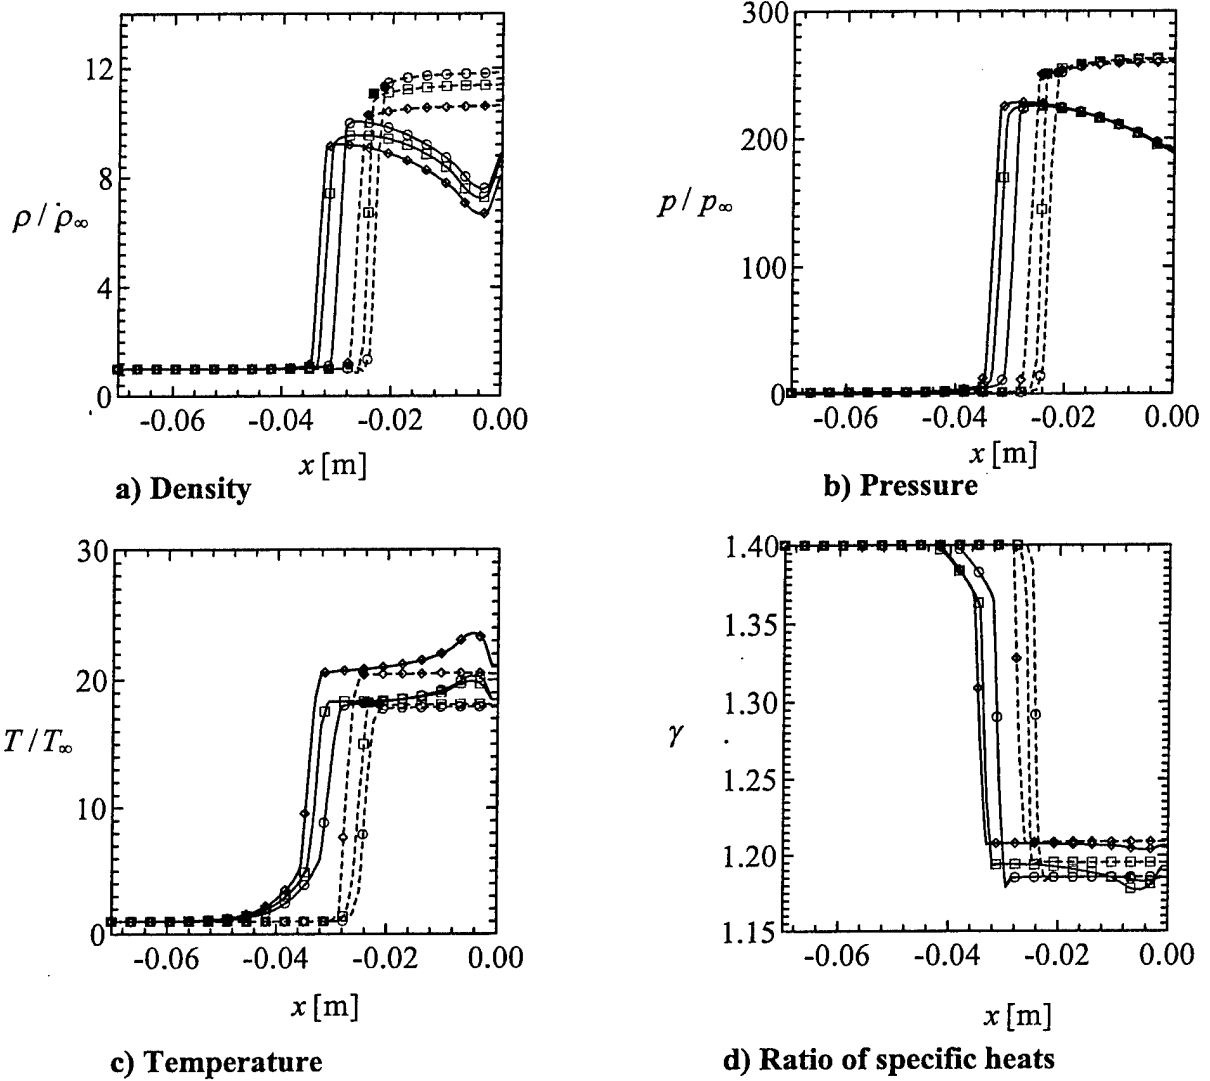 12
8
4
0
ρ / ρ∞
-0.06 -0.04 -0.02 0.00
x [m]
a) Density
300
200
100
0
p / p∞
-0.06 -0.04 -0.02 0.00
x [m]
b) Pressure
30
20
10
0
T / T∞
-0.06 -0.04 -0.02 0.00
x [m]
c) Temperature
1.40
1.35
1.30
1.25
1.20
1.15
γ
-0.06 -0.04 -0.02 0.00
x [m]
d) Ratio of specific heats